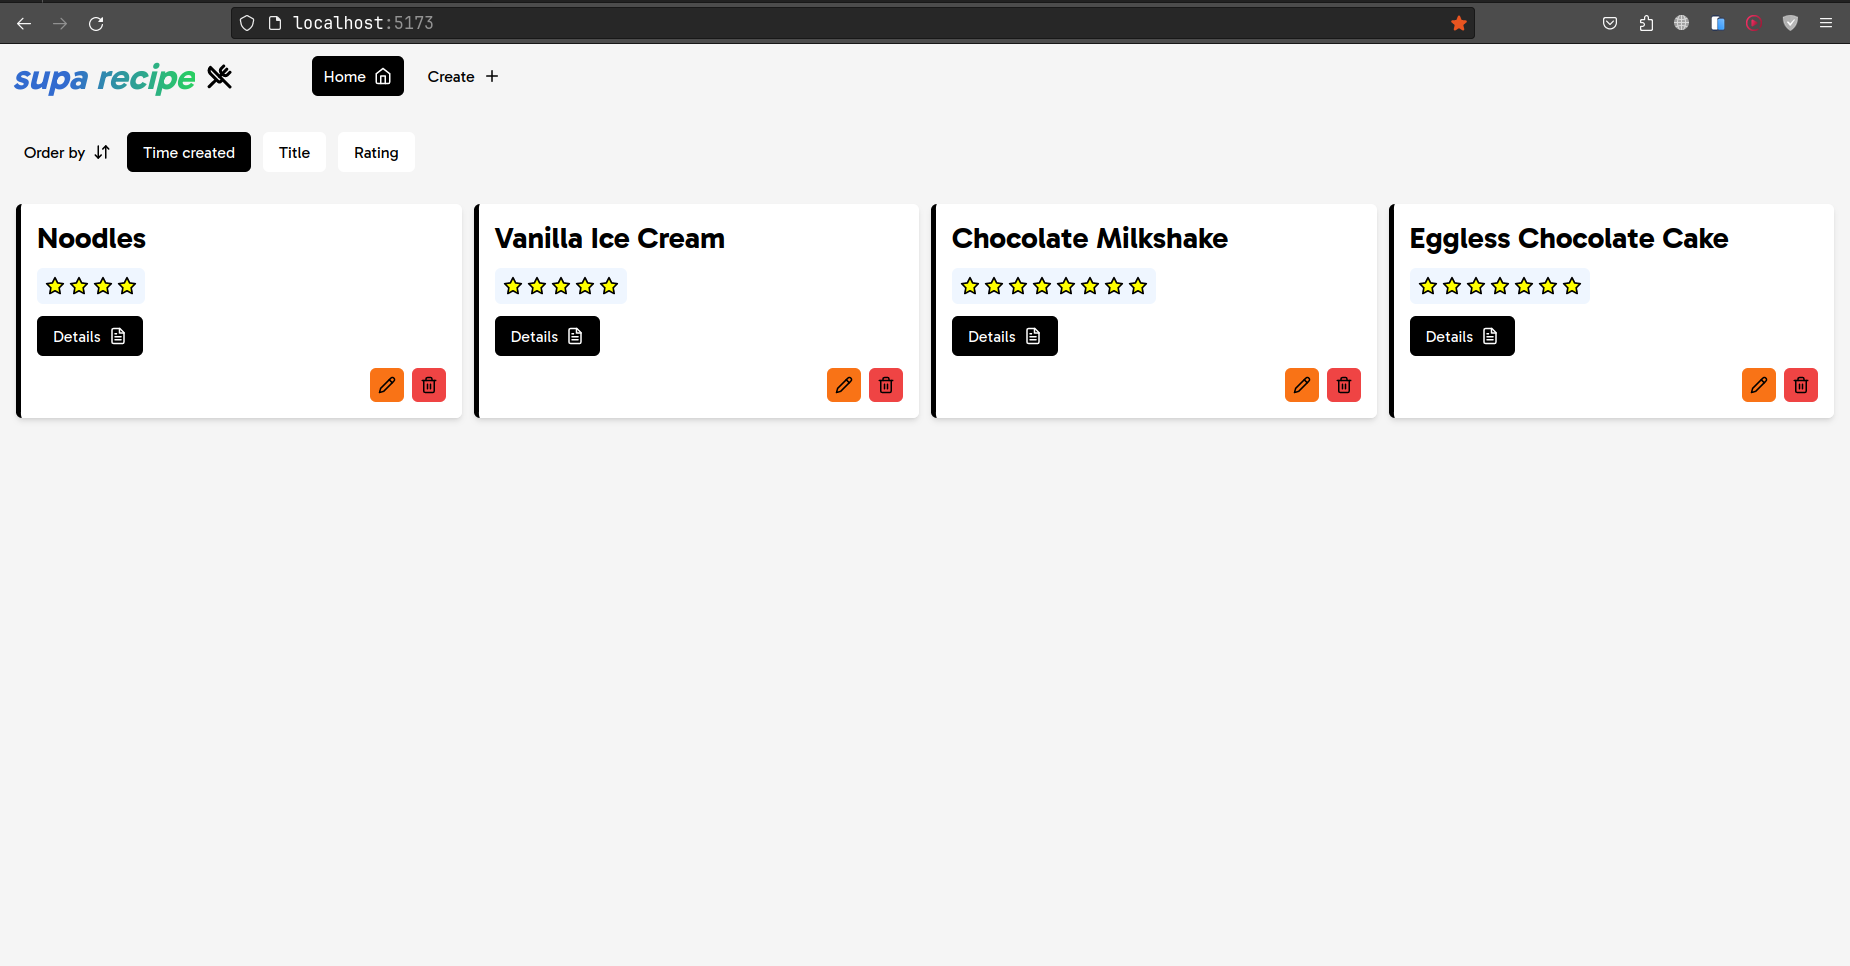 localhost:5173
supa recipe Home Create
Order by Time created Title Rating
Noodles
Details
Vanilla Ice Cream
Details
Chocolate Milkshake
Details
Eggless Chocolate Cake
Details